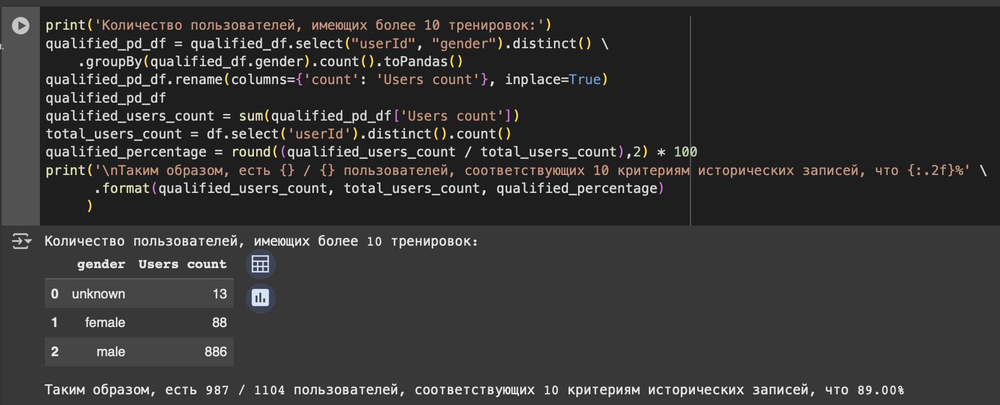 print('Количество пользователей, имеющих более 10 тренировок:')
qualified_pd_df = qualified_df.select("userId", "gender").distinct() \
    .groupBy(qualified_df.gender).count().toPandas()
qualified_pd_df.rename(columns={'count': 'Users count'}, inplace=True)
qualified_pd_df
qualified_users_count = sum(qualified_pd_df['Users count'])
total_users_count = df.select('userId').distinct().count()
qualified_percentage = round((qualified_users_count / total_users_count),2) * 100
print('\nТаким образом, есть {} / {} пользователей, соответствующих 10 критериям исторических записей, что {:.2f}%' \
      .format(qualified_users_count, total_users_count, qualified_percentage)
     )
Количество пользователей, имеющих более 10 тренировок:
gender Users count
0 unknown 13
1 female 88
2 male 886
Таким образом, есть 987 / 1104 пользователей, соответствующих 10 критериям исторических записей, что 89.00%